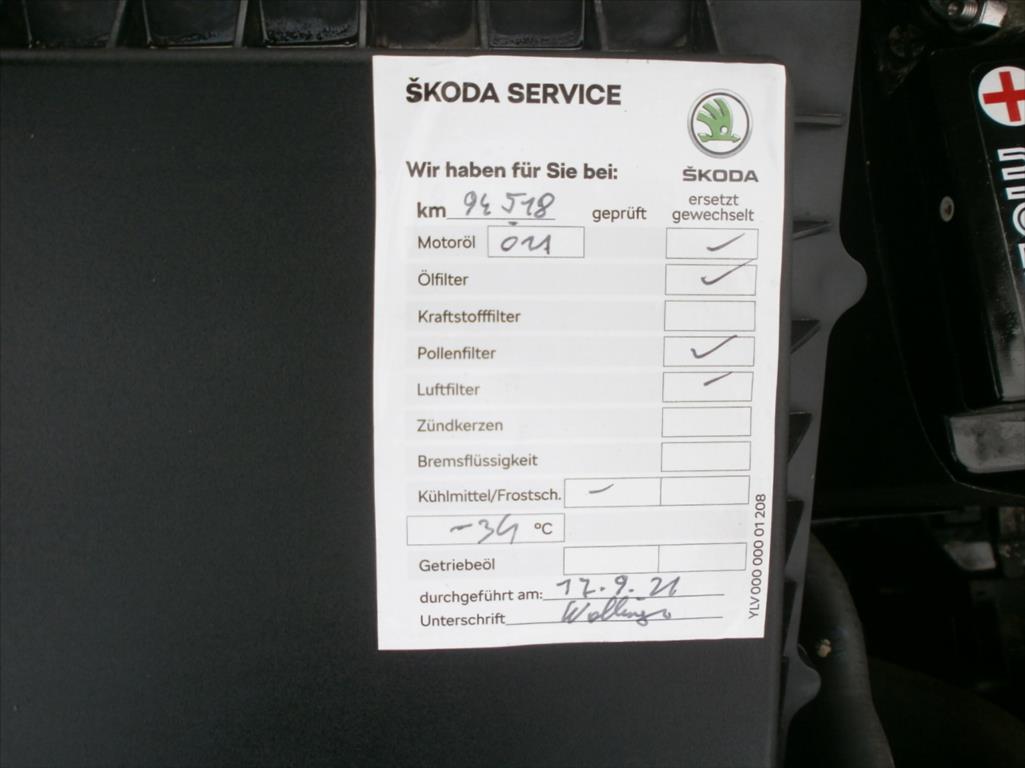 ŠKODA SERVICE
ŠKODA
Wir haben für Sie bei:
km 94 518 geprüft ersetzt gewechselt
Motoröl Öll ✓
Ölfilter ✓
Kraftstofffilter
Pollenfilter ✓
Luftfilter ✓
Zündkerzen
Bremsflüssigkeit
Kühlmittel/Frostsch. ✓
-34 °C
Getriebeöl
durchgeführt am: 17.9.21
Unterschrift
YLV 000 000 01 208